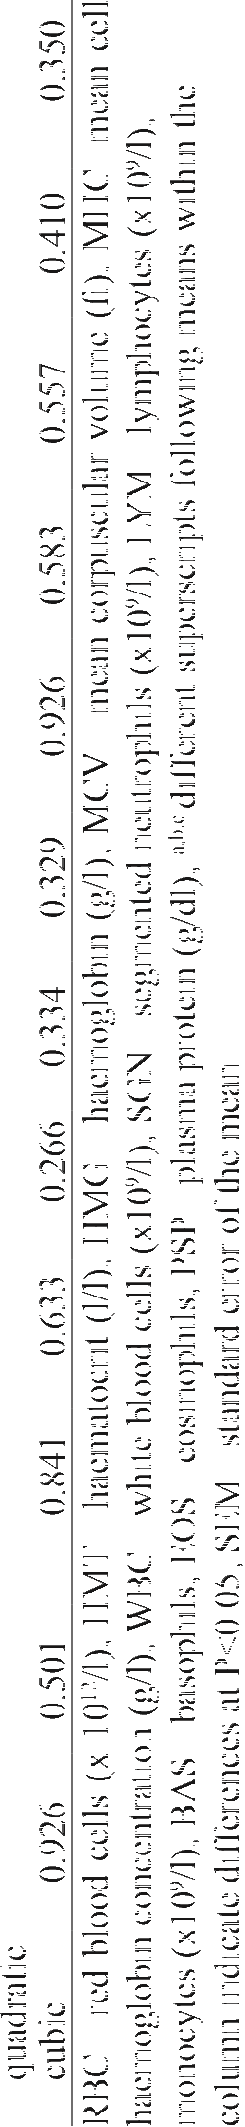 quadratic
cubic 0.926 0.501 0.841 0.633 0.266 0.334 0.329 0.926 0.583 0.557 0.410 0.350
RBC red blood cells (x 10¹²/l), HMT haematocrit (l/l), HMG haemoglobin (g/l), MCV mean corpuscular volume (fl), MHC mean cell
haemoglobin concentration (g/l), WBC white blood cells (x10⁹/l), SGN segmented neutrophils (x10⁹/l), LYM lymphocytes (x10⁹/l),
monocytes (x10⁹/l), BAS basophils, EOS eosinophils, PSP plasma protein (g/dl), ᵃ,ᵇ,ᶜ different superscripts following means within the
column indicate differences at P<0 05, SEM standard error of the mean